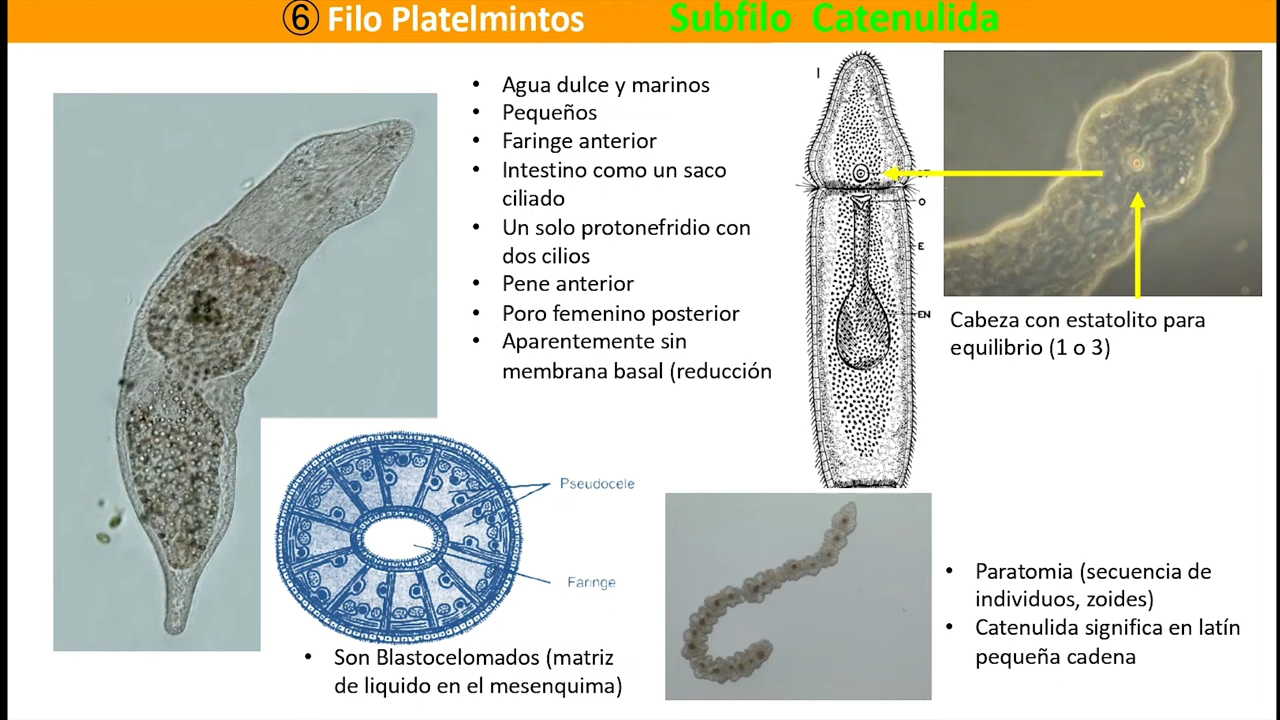 ⑥ Filo Platelmintos Subfilo Catenulida
Agua dulce y marinos
Pequeños
Faringe anterior
Intestino como un saco
ciliado
Un solo protonefridio con
dos cilios
Pene anterior
Poro femenino posterior
Aparentemente sin
membrana basal (reducción
I
O
E
EN
Cabeza con estatolito para
equilibrio (1 o 3)
Pseudocele
Faringe
Son Blastocelomados (matriz
de liquido en el mesenquima)
Paratomia (secuencia de
individuos, zoides)
Catenulida significa en latín
pequeña cadena